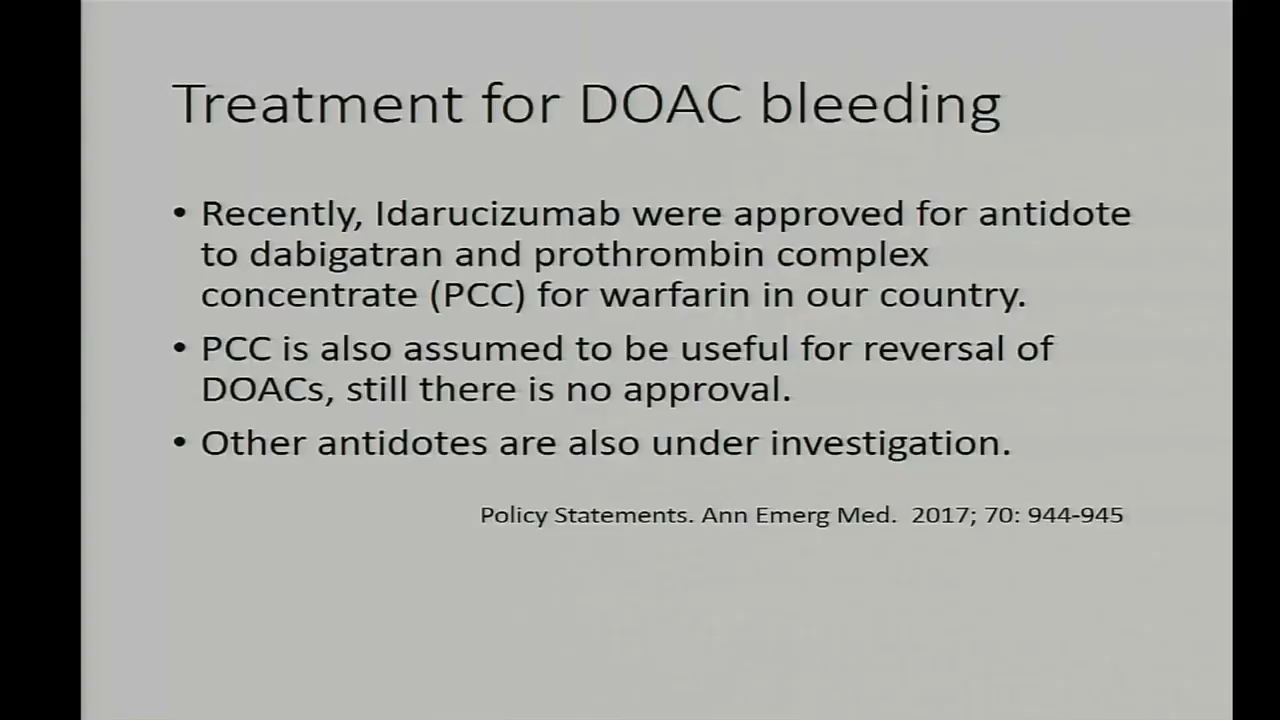 Treatment for DOAC bleeding
• Recently, Idarucizumab were approved for antidote
to dabigatran and prothrombin complex
concentrate (PCC) for warfarin in our country.
• PCC is also assumed to be useful for reversal of
DOACs, still there is no approval.
• Other antidotes are also under investigation.
Policy Statements. Ann Emerg Med.  2017; 70: 944-945